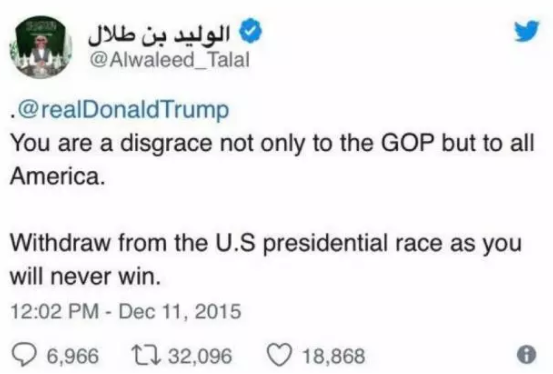 الوليد بن طلال
@Alwaleed_Talal
.@realDonaldTrump
You are a disgrace not only to the GOP but to all
America.
Withdraw from the U.S presidential race as you
will never win.
12:02 PM - Dec 11, 2015
6,966 32,096 18,868